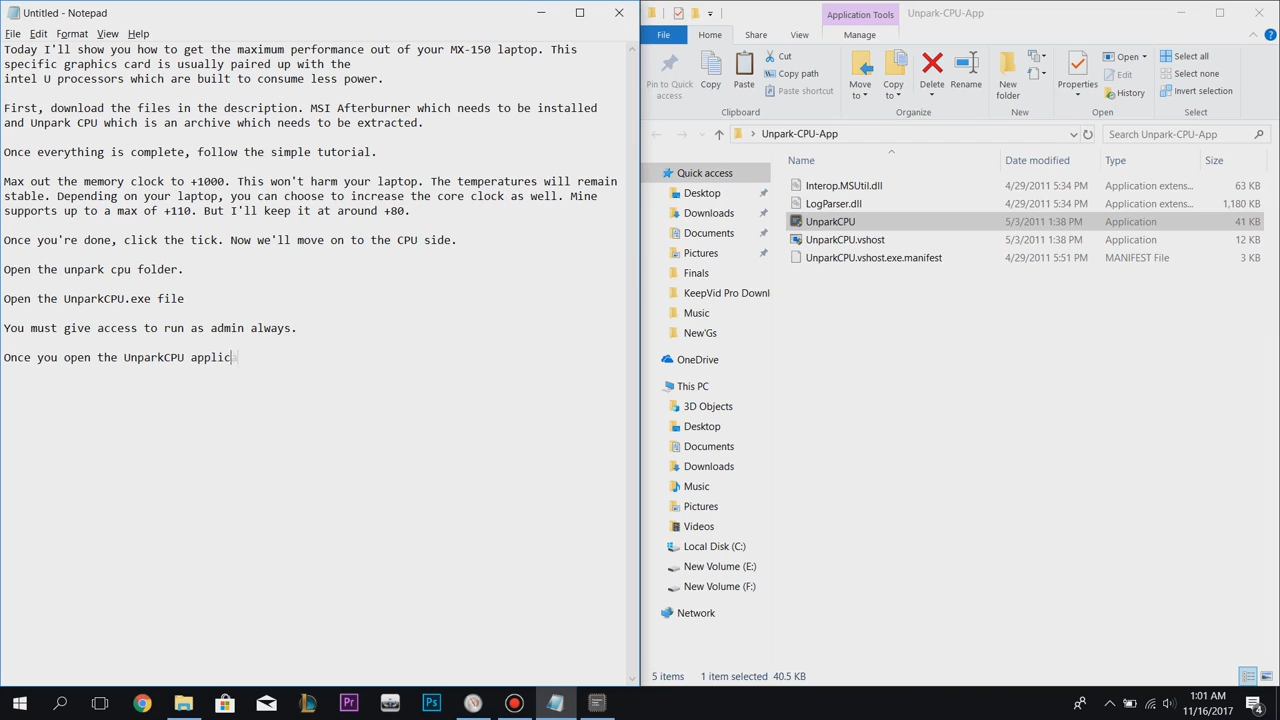 Untitled - Notepad
File Edit Format View Help
Today I'll show you how to get the maximum performance out of your MX-150 laptop. This
specific graphics card is usually paired up with the
intel U processors which are built to consume less power.
First, download the files in the description. MSI Afterburner which needs to be installed
and Unpark CPU which is an archive which needs to be extracted.
Once everything is complete, follow the simple tutorial.
Max out the memory clock to +1000. This won't harm your laptop. The temperatures will remain
stable. Depending on your laptop, you can choose to increase the core clock as well. Mine
supports up to a max of +110. But I'll keep it at around +80.
Once you're done, click the tick. Now we'll move on to the CPU side.
Open the unpark cpu folder.
Open the UnparkCPU.exe file
You must give access to run as admin always.
Once you open the UnparkCPU applica
Application Tools
Unpark-CPU-App
File Home Share View Manage
Pin to Quick access
Copy
Paste
Cut
Copy path
Paste shortcut
Clipboard
Move to
Copy to
Delete
Rename
Organize
New folder
New
Properties
Open
Edit
History
Open
Select all
Select none
Invert selection
Select
Unpark-CPU-App
Search Unpark-CPU-App
Name Date modified Type Size
Interop.MSUtil.dll 4/29/2011 5:34 PM Application extens... 63 KB
LogParser.dll 4/29/2011 5:34 PM Application extens... 1,180 KB
UnparkCPU 5/3/2011 1:38 PM Application 41 KB
UnparkCPU.vshost 5/3/2011 1:38 PM Application 12 KB
UnparkCPU.vshost.exe.manifest 4/29/2011 5:51 PM MANIFEST File 3 KB
Quick access
Desktop
Downloads
Documents
Pictures
Finals
KeepVid Pro Downl
Music
New'Gs
OneDrive
This PC
3D Objects
Desktop
Documents
Downloads
Music
Pictures
Videos
Local Disk (C:)
New Volume (E:)
New Volume (F:)
Network
5 items 1 item selected 40.5 KB
Pr
Ps
1:01 AM
11/16/2017
4